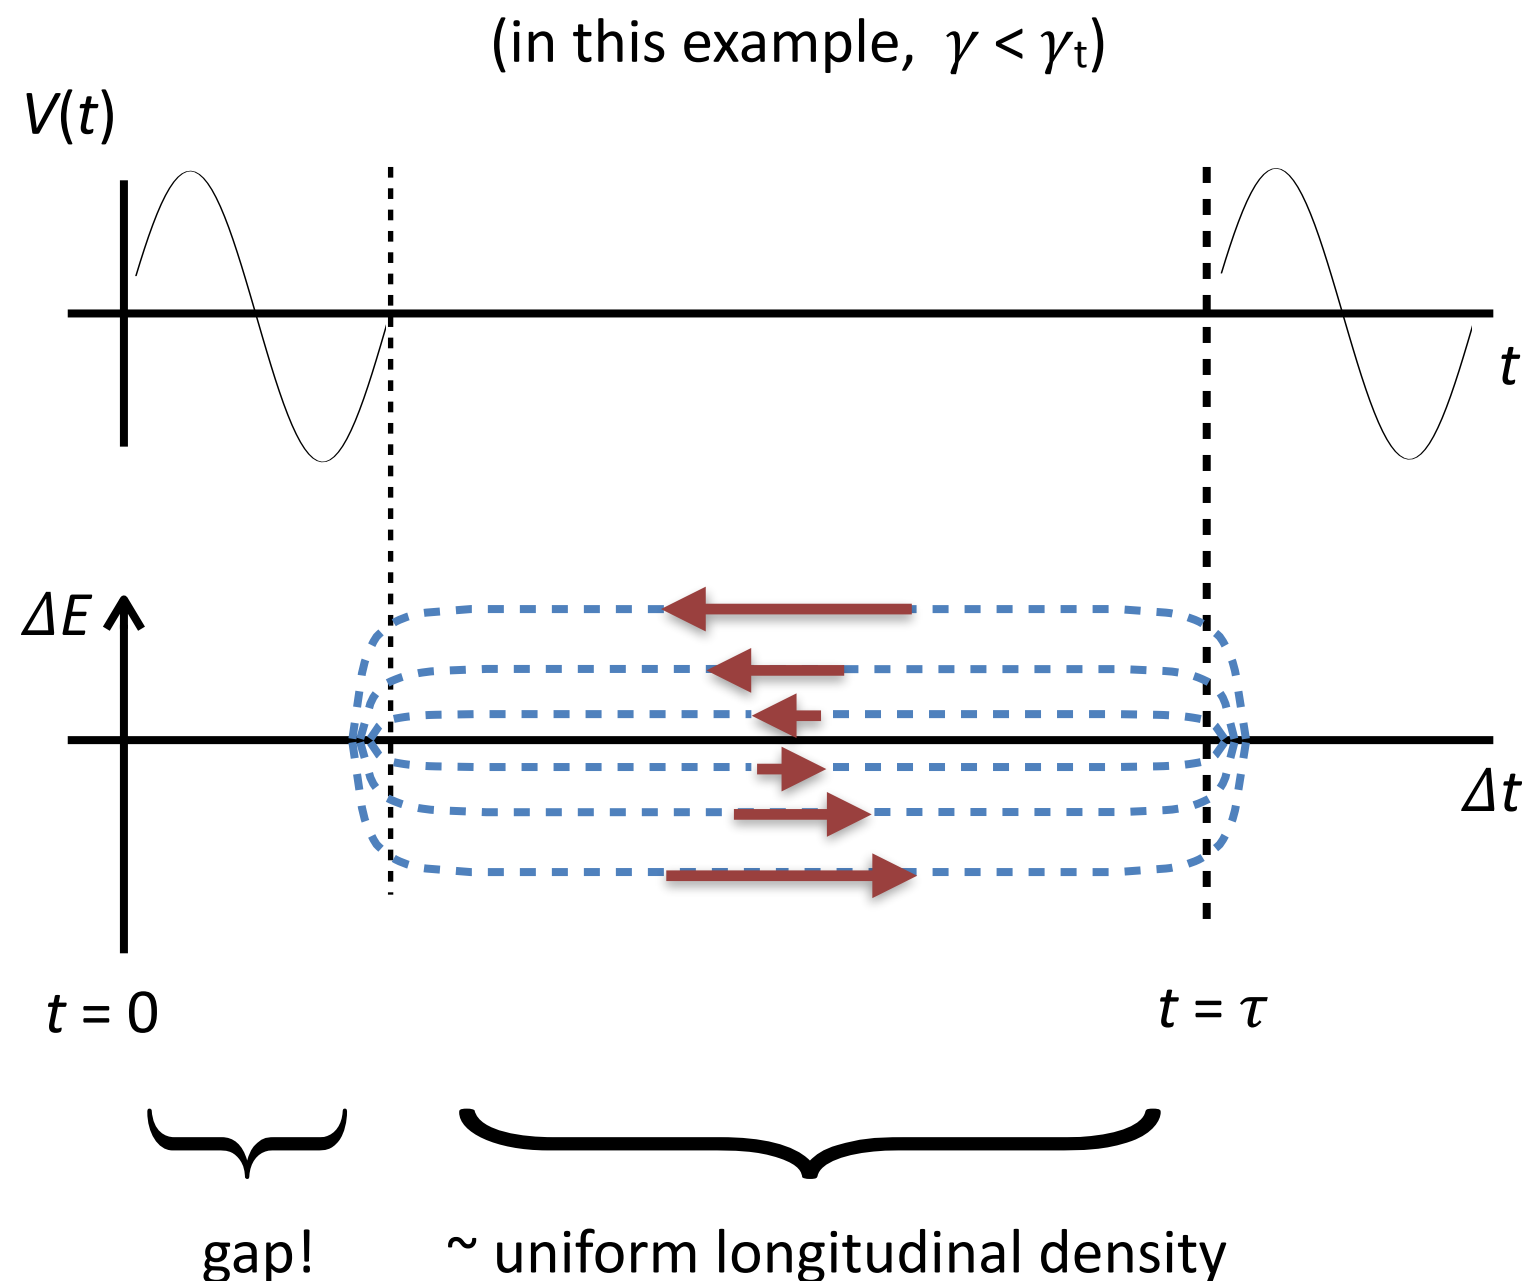 (in this example, γ < γt)
V(t)
t
ΔE
Δt
t = 0
t = τ
gap!
~ uniform longitudinal density